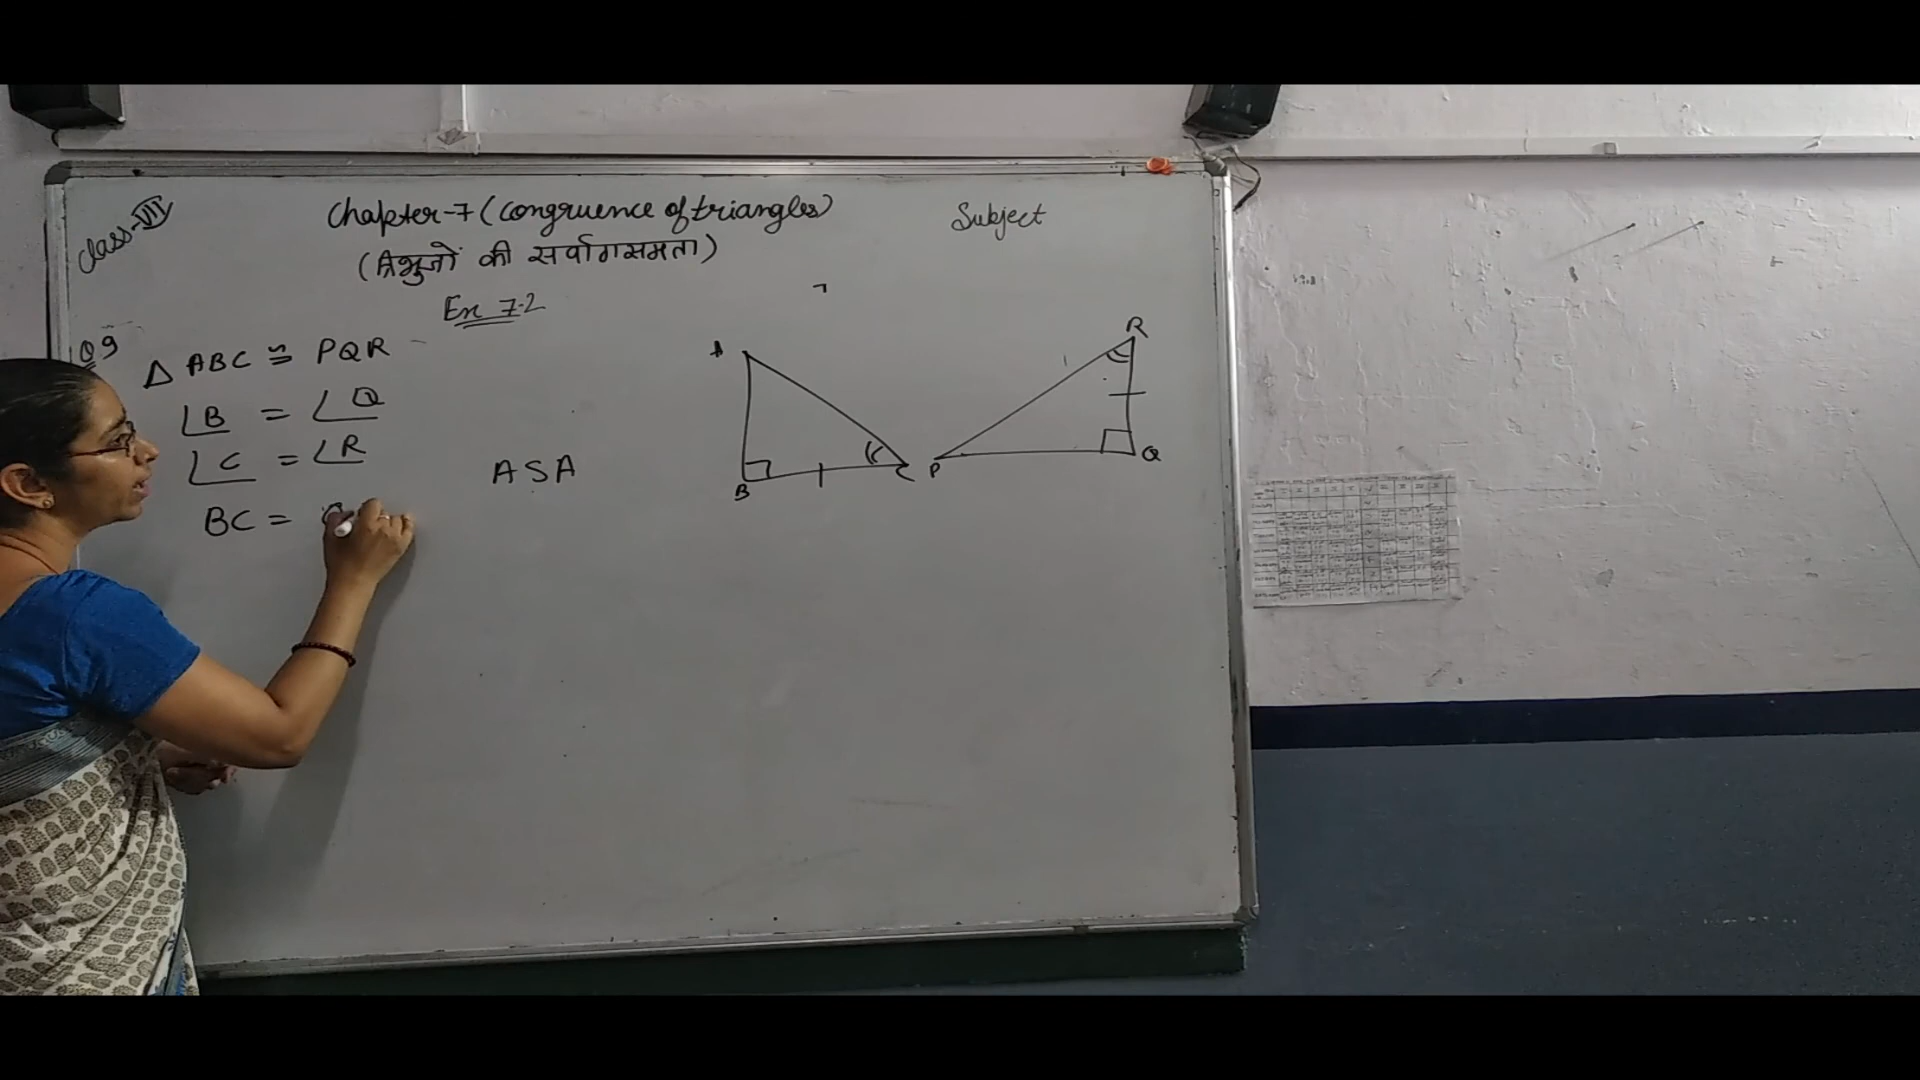 Class-VII
Chapter-7 (Congruence of triangles)
Subject
(त्रिभुजों की सर्वागसमता)
Ex 7.2
Q9
Δ ABC ≅ PQR
∠B = ∠Q
∠C = ∠R
ASA
BC =
A
B
C
P
Q
R